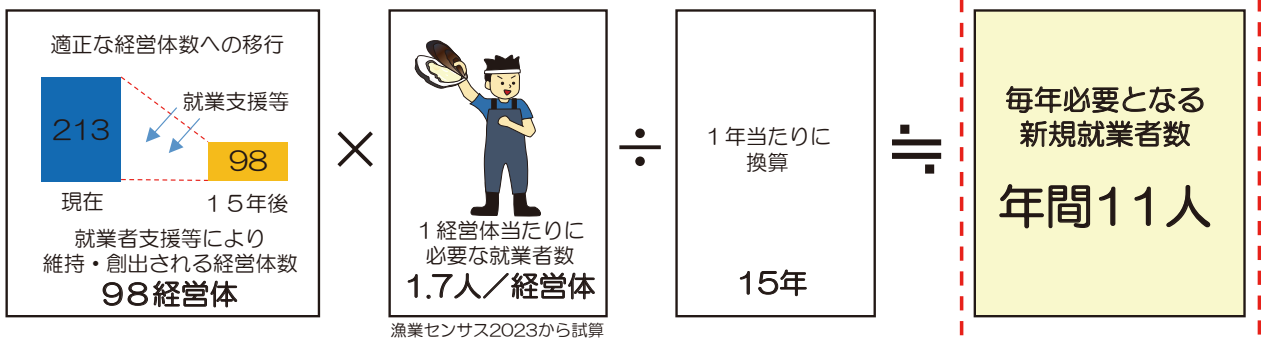 適正な経営体数への移行
就業支援等
213
98
現在
15年後
就業者支援等により
維持・創出される経営体数
98経営体
×
1経営体当たりに
必要な就業者数
1.7人／経営体
漁業センサス2023から試算
÷
1年当たりに
換算
15年
≒
毎年必要となる
新規就業者数
年間11人